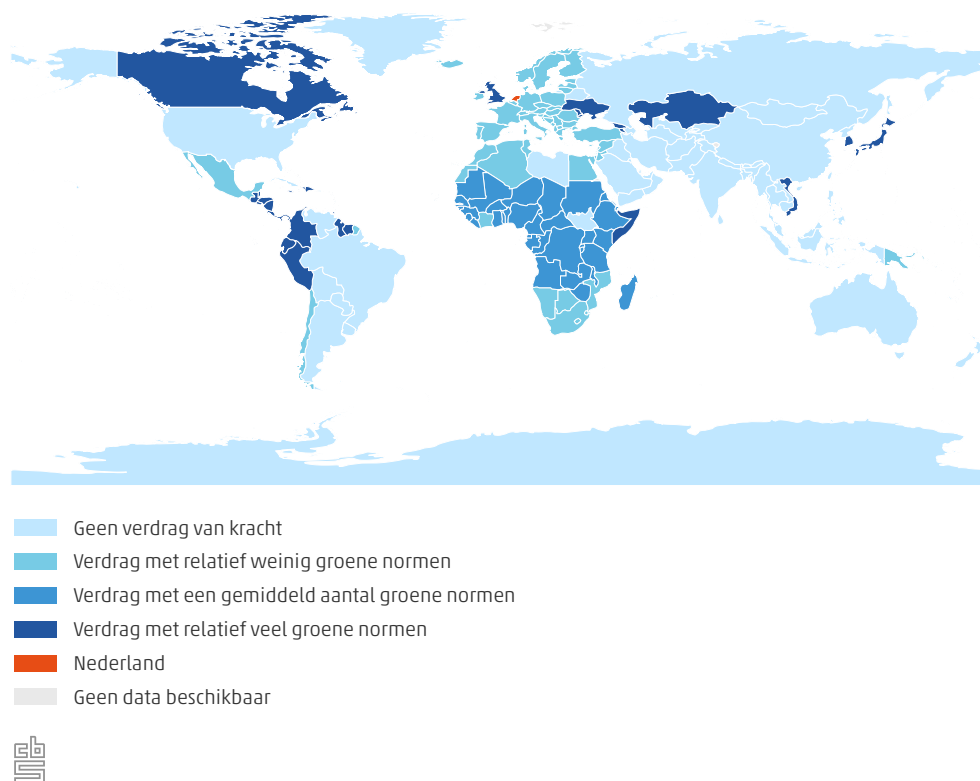 Geen verdrag van kracht
Verdrag met relatief weinig groene normen
Verdrag met een gemiddeld aantal groene normen
Verdrag met relatief veel groene normen
Nederland
Geen data beschikbaar
cb